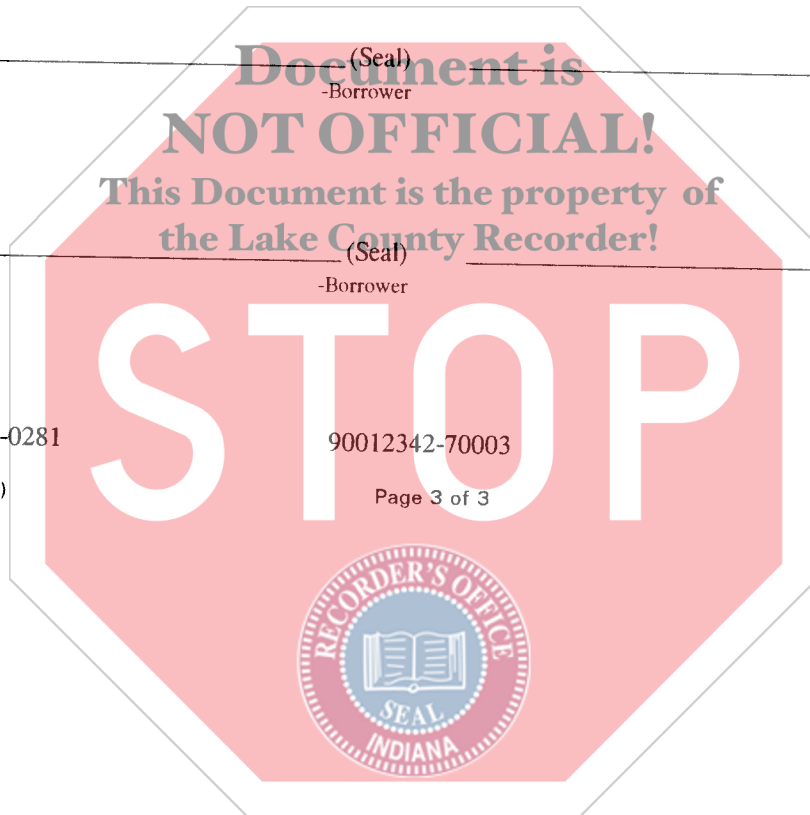 Document is
(Seal)
-Borrower
NOT OFFICIAL!
This Document is the property of
the Lake County Recorder!
(Seal)
-Borrower
STOP
-0281
90012342-70003
)
Page 3 of 3
RECORDER'S OFFICE
SEAL
INDIANA